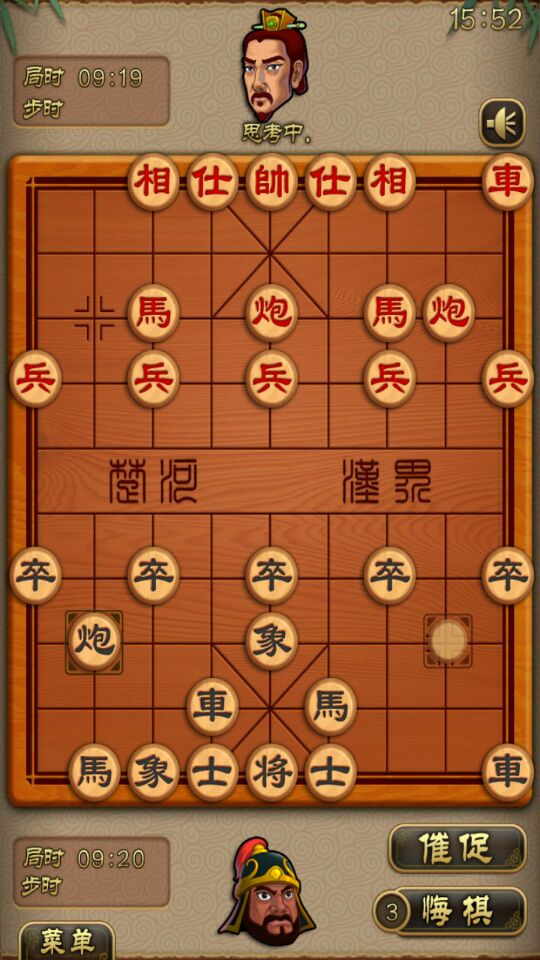 15:52
局时 09:19
步时
思考中.
相仕帥仕相車
馬炮馬炮
兵兵兵兵兵
楚河 漢界
卒卒卒卒卒
炮象
車馬
馬象士将士車
局时 09:20
步时
催促
3 悔棋
菜单